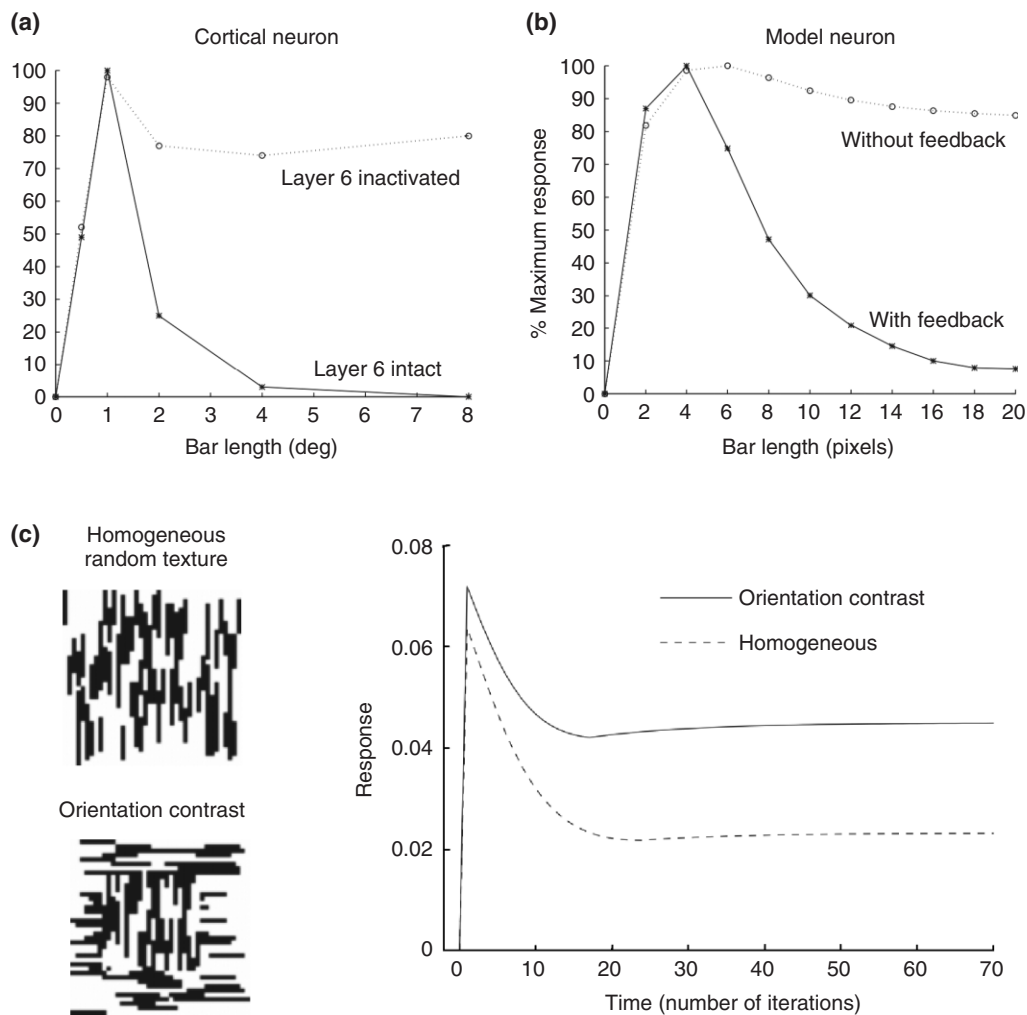 (a)
Cortical neuron
100
90
80
70
60
50
40
30
20
10
0
Layer 6 inactivated
Layer 6 intact
0 1 2 3 4 5 6 7 8
Bar length (deg)
(b)
Model neuron
% Maximum response
100
90
80
70
60
50
40
30
20
10
0
Without feedback
With feedback
0 2 4 6 8 10 12 14 16 18 20
Bar length (pixels)
(c)
Homogeneous
random texture
Orientation contrast
Response
0.08
0.06
0.04
0.02
0
Orientation contrast
Homogeneous
0 10 20 30 40 50 60 70
Time (number of iterations)